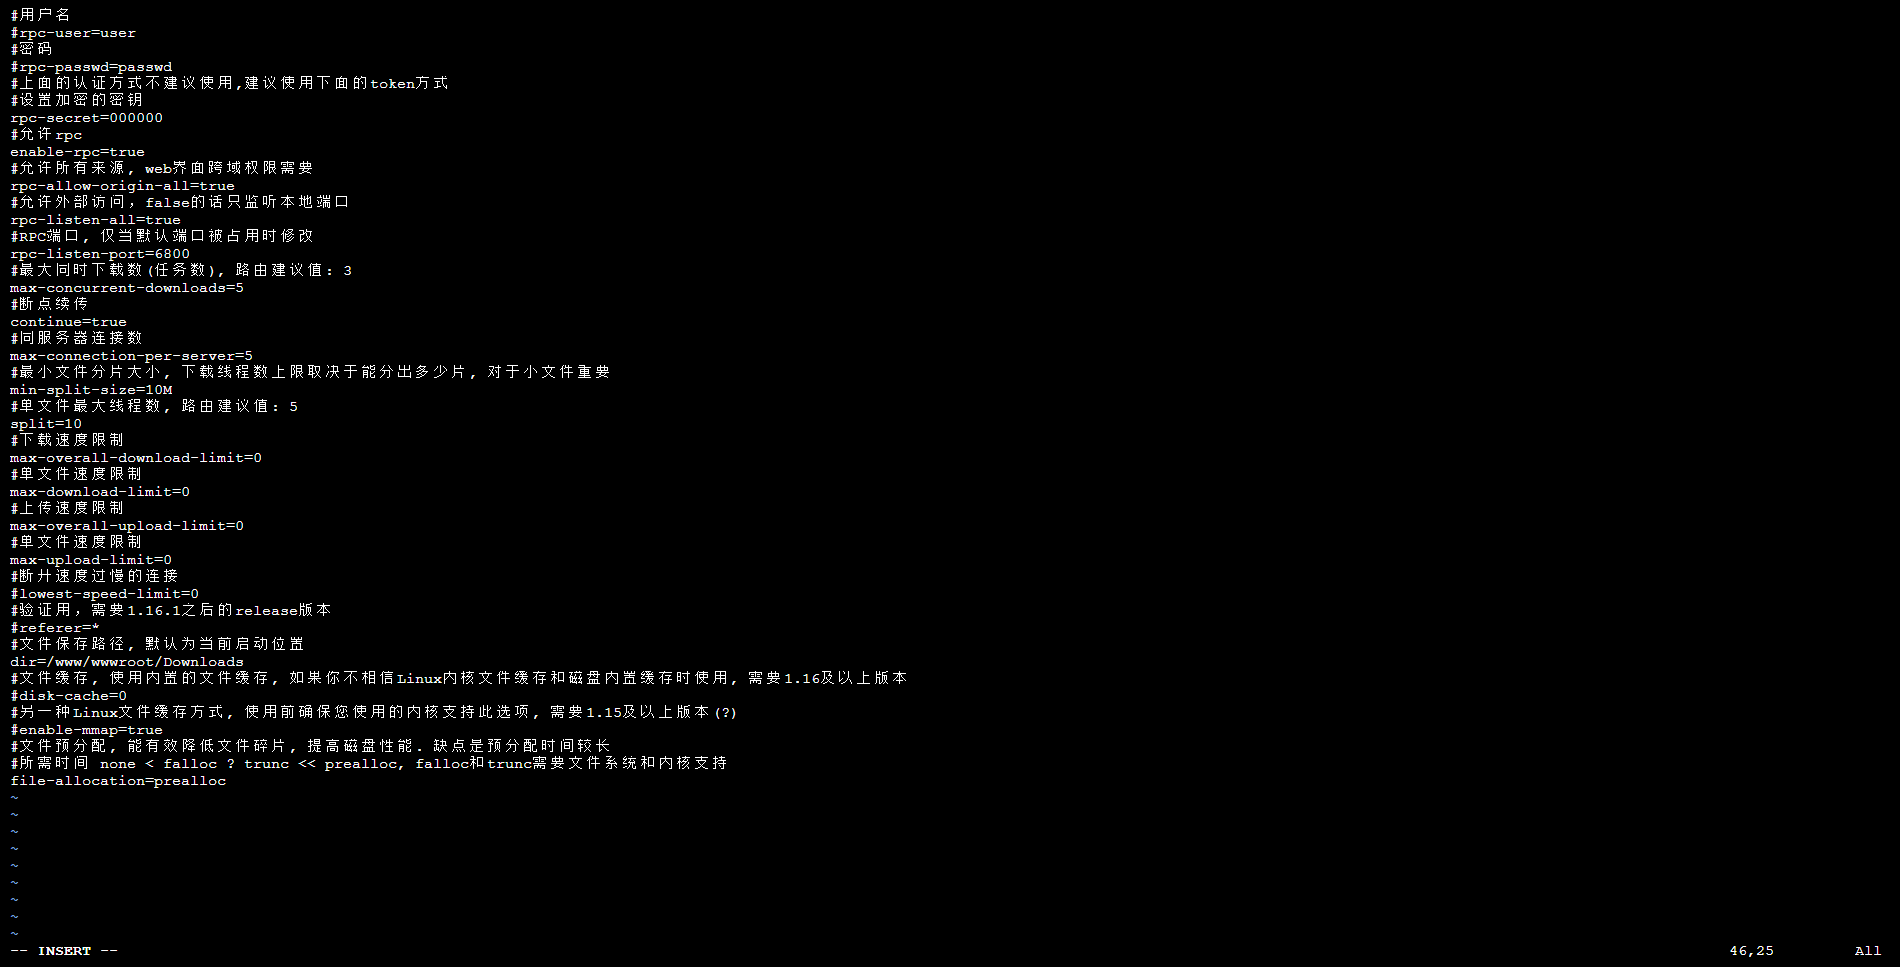 #用户名
#rpc-user=user
#密码
#rpc-passwd=passwd
#上面的认证方式不建议使用,建议使用下面的token方式
#设置加密的密钥
rpc-secret=000000
#允许rpc
enable-rpc=true
#允许所有来源, web界面跨域权限需要
rpc-allow-origin-all=true
#允许外部访问，false的话只监听本地端口
rpc-listen-all=true
#RPC端口, 仅当默认端口被占用时修改
rpc-listen-port=6800
#最大同时下载数(任务数), 路由建议值: 3
max-concurrent-downloads=5
#断点续传
continue=true
#同服务器连接数
max-connection-per-server=5
#最小文件分片大小, 下载线程数上限取决于能分出多少片, 对于小文件重要
min-split-size=10M
#单文件最大线程数, 路由建议值: 5
split=10
#下载速度限制
max-overall-download-limit=0
#单文件速度限制
max-download-limit=0
#上传速度限制
max-overall-upload-limit=0
#单文件速度限制
max-upload-limit=0
#断开速度过慢的连接
#lowest-speed-limit=0
#验证用，需要1.16.1之后的release版本
#referer=*
#文件保存路径, 默认为当前启动位置
dir=/www/wwwroot/Downloads
#文件缓存, 使用内置的文件缓存, 如果你不相信Linux内核文件缓存和磁盘内置缓存时使用, 需要1.16及以上版本
#disk-cache=0
#另一种Linux文件缓存方式, 使用前确保您使用的内核支持此选项, 需要1.15及以上版本(?)
#enable-mmap=true
#文件预分配, 能有效降低文件碎片, 提高磁盘性能. 缺点是预分配时间较长
#所需时间 none < falloc ? trunc << prealloc, falloc和trunc需要文件系统和内核支持
file-allocation=prealloc
~
~
~
~
~
~
~
~
~
-- INSERT -- 46,25 All